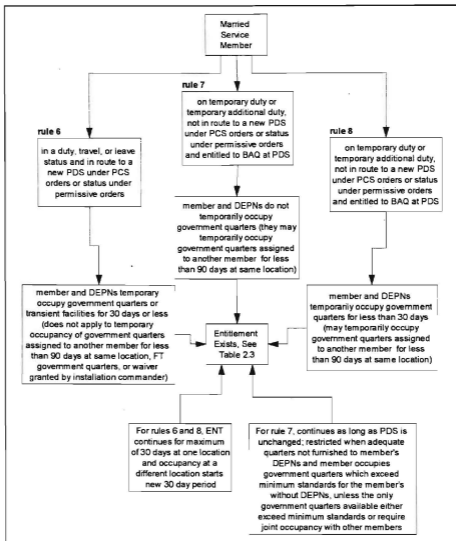 Married
Service
Member
rule 7
on temporary duty or
temporary additional duty,
not in route to a new PDS
under PCS orders or status
under permissive orders
and entitled to BAQ at PDS
rule 6
in a duty, travel, or leave
status and in route to a
new PDS under PCS
orders or status under
permissive orders
rule 8
on temporary duty or
temporary additional duty,
not in route to a new PDS
under PCS orders or status
under permissive orders
and entitled to BAQ at PDS
member and DEPNs do not
temporarily occupy
government quarters (they may
temporarily occupy
government quarters assigned
to another member for less
than 90 days at same location)
member and DEPNs temporary
occupy government quarters or
transient facilities for 30 days or less
(does not apply to temporary
occupancy of government quarters
assigned to another member for less
than 90 days at same location, FT
government quarters, or waiver
granted by installation commander)
member and DEPNs
temporarily occupy government
quarters for less than 30 days
(may temporarily occupy
government quarters assigned
to another member for less
than 90 days at same location)
Entitlement
Exists, See
Table 2.3
For rules 6 and 8, ENT
continues for maximum
of 30 days at one location
and occupancy at a
different location starts
new 30 day period
For rule 7, continues as long as PDS is
unchanged; restricted when adequate
quarters not furnished to member's
DEPNs and member occupies
government quarters which exceed
minimum standards for the member's
without DEPNs, unless the only
government quarters available either
exceed minimum standards or require
joint occupancy with other members